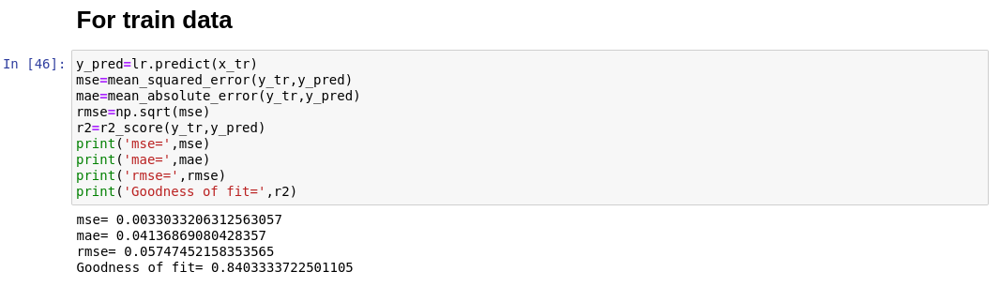 For train data
In [46]:
y_pred=lr.predict(x_tr)
mse=mean_squared_error(y_tr,y_pred)
mae=mean_absolute_error(y_tr,y_pred)
rmse=np.sqrt(mse)
r2=r2_score(y_tr,y_pred)
print('mse=',mse)
print('mae=',mae)
print('rmse=',rmse)
print('Goodness of fit=',r2)
mse= 0.0033033206312563057
mae= 0.04136869080428357
rmse= 0.05747452158353565
Goodness of fit= 0.8403333722501105